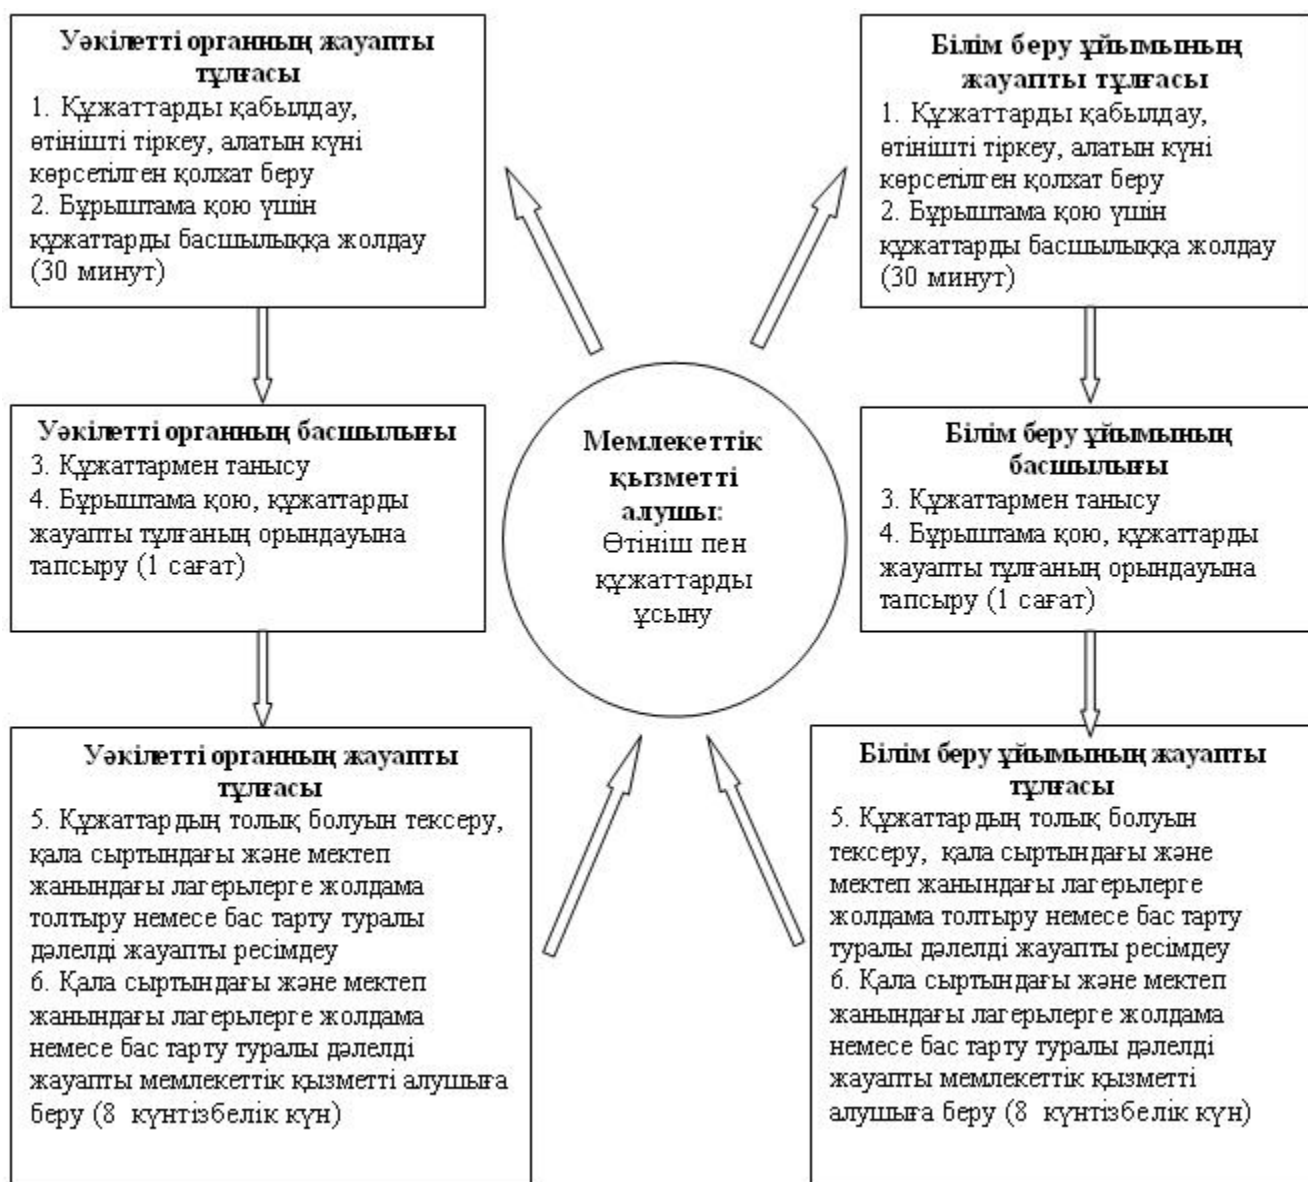 Уәкілетті органның жауапты
тұлғасы
1. Құжаттарды қабылдау,
өтінішті тіркеу, алатын күні
көрсетілген қолхат беру
2. Бұрыштама қою үшін
құжаттарды басшылыққа жолдау
(30 минут)
Білім беру ұйымының
жауапты тұлғасы
1. Құжаттарды қабылдау,
өтінішті тіркеу, алатын күні
көрсетілген қолхат беру
2. Бұрыштама қою үшін
құжаттарды басшылыққа жолдау
(30 минут)
Уәкілетті органның басшылығы
3. Құжаттармен танысу
4. Бұрыштама қою, құжаттарды
жауапты тұлғаның орындауына
тапсыру (1 сағат)
Мемлекеттік
қызметті
алушы:
Өтініш пен
құжаттарды
ұсыну
Білім беру ұйымының
басшылығы
3. Құжаттармен танысу
4. Бұрыштама қою, құжаттарды
жауапты тұлғаның орындауына
тапсыру (1 сағат)
Уәкілетті органның жауапты
тұлғасы
5. Құжаттардың толық болуын тексеру,
қала сыртындағы және мектеп
жанындағы лагерьлерге жолдама
толтыру немесе бас тарту туралы
дәлелді жауапты ресімдеу
6. Қала сыртындағы және мектеп
жанындағы лагерьлерге жолдама
немесе бас тарту туралы дәлелді
жауапты мемлекеттік қызметті алушыға
беру (8 күнтізбелік күн)
Білім беру ұйымының жауапты
тұлғасы
5. Құжаттардың толық болуын
тексеру, қала сыртындағы және
мектеп жанындағы лагерьлерге
жолдама толтыру немесе бас тарту
туралы дәлелді жауапты ресімдеу
6. Қала сыртындағы және мектеп
жанындағы лагерьлерге жолдама
немесе бас тарту туралы дәлелді
жауапты мемлекеттік қызметті
алушыға беру (8 күнтізбелік күн)